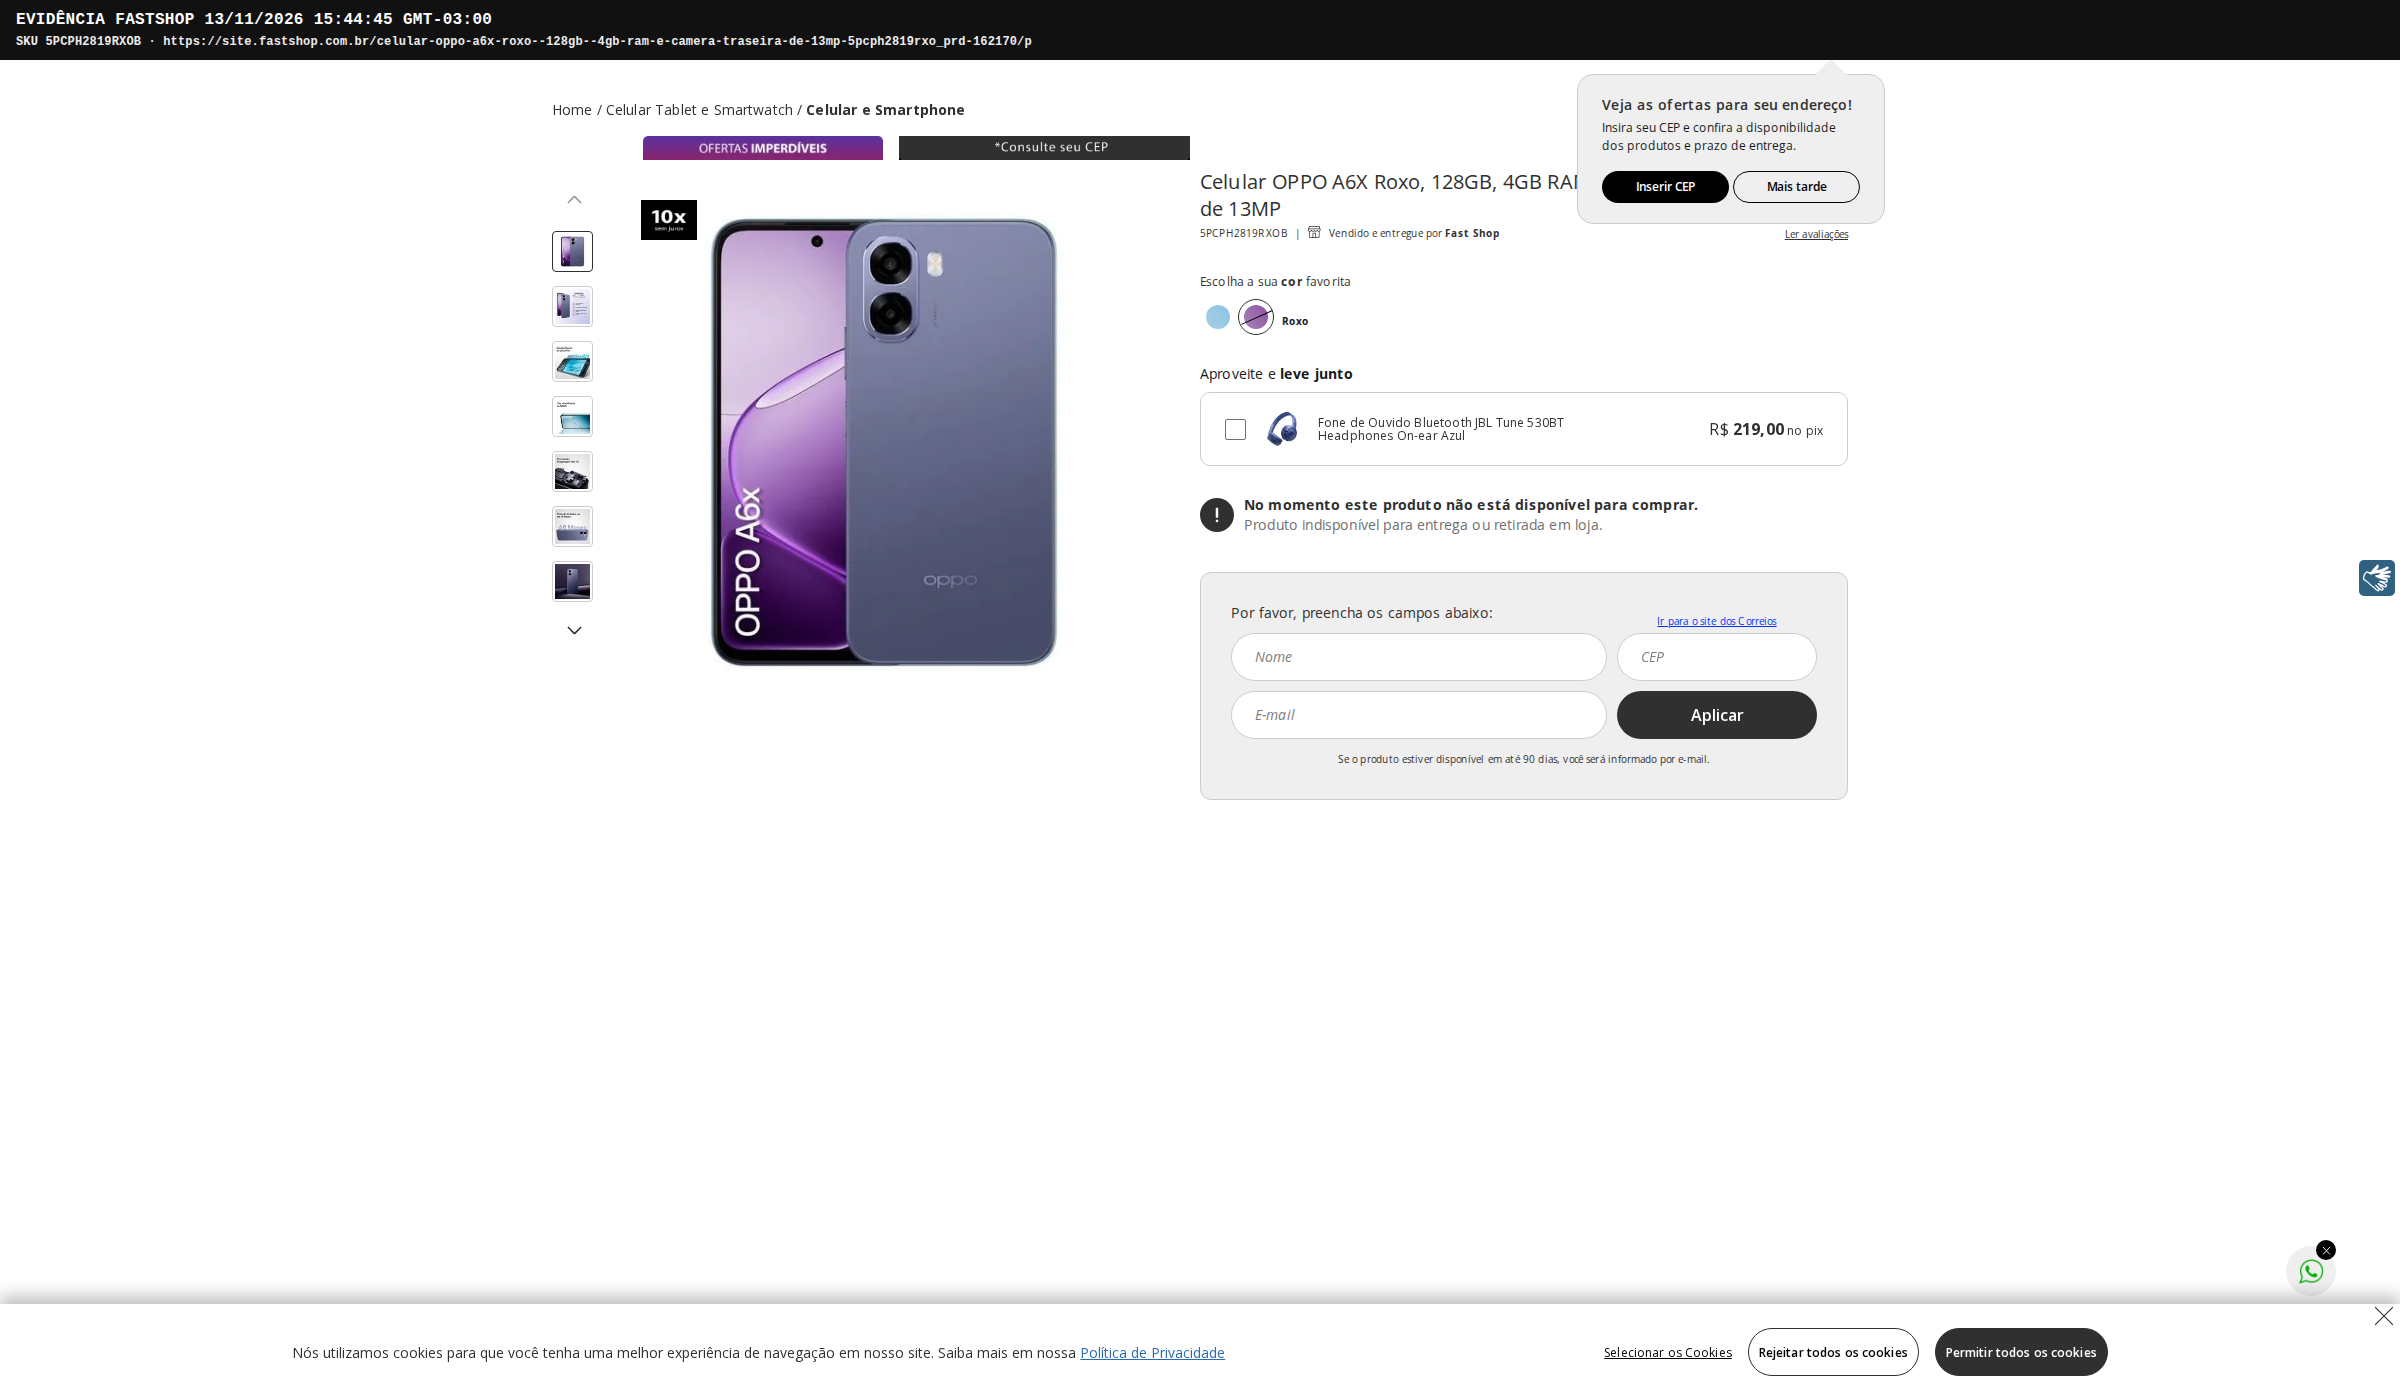 EVIDÊNCIA FASTSHOP 13/11/2026 15:44:45 GMT-03:00
SKU 5PCPH2819RXOB · https://site.fastshop.com.br/celular-oppo-a6x-roxo--128gb--4gb-ram-e-camera-traseira-de-13mp-5pcph2819rxo_prd-162170/p
Home / Celular Tablet e Smartwatch / Celular e Smartphone
Veja as ofertas para seu endereço!
Insira seu CEP e confira a disponibilidade
dos produtos e prazo de entrega.
Inserir CEP
Mais tarde
OFERTAS IMPERDÍVEIS
*Consulte seu CEP
10x
sem juros
OPPO A6x
oppo
Celular OPPO A6X Roxo, 128GB, 4GB RAM
de 13MP
5PCPH2819RXOB | Vendido e entregue por Fast Shop
Ler avaliações
Escolha a sua cor favorita
Roxo
Aproveite e leve junto
Fone de Ouvido Bluetooth JBL Tune 530BT
Headphones On-ear Azul
R$ 219,00 no pix
No momento este produto não está disponível para comprar.
Produto indisponível para entrega ou retirada em loja.
Por favor, preencha os campos abaixo:
Ir para o site dos Correios
Nome
CEP
E-mail
Aplicar
Se o produto estiver disponível em até 90 dias, você será informado por e-mail.
Nós utilizamos cookies para que você tenha uma melhor experiência de navegação em nosso site. Saiba mais em nossa Política de Privacidade
Selecionar os Cookies
Rejeitar todos os cookies
Permitir todos os cookies